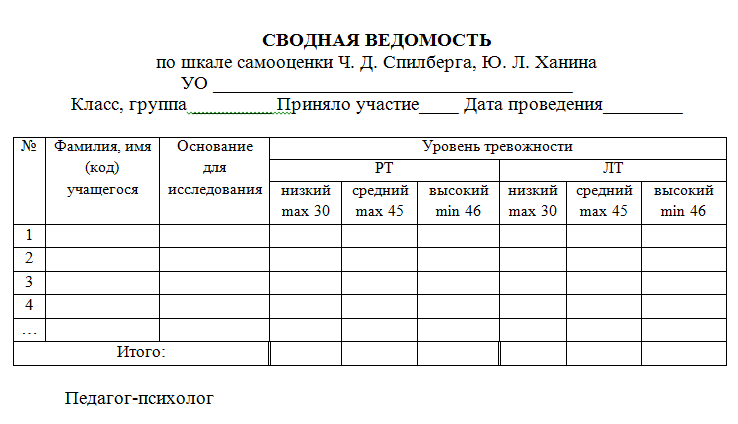 СВОДНАЯ ВЕДОМОСТЬ
по шкале самооценки Ч. Д. Спилберга, Ю. Л. Ханина
УО ____________________________________
Класс, группа__________Приняло участие____ Дата проведения________
№ Фамилия, имя Основание Уровень тревожности
(код) для РТ ЛТ
учащегося исследования низкий средний высокий низкий средний высокий
max 30 max 45 min 46 max 30 max 45 min 46
1
2
3
4
…
Итого:
Педагог-психолог